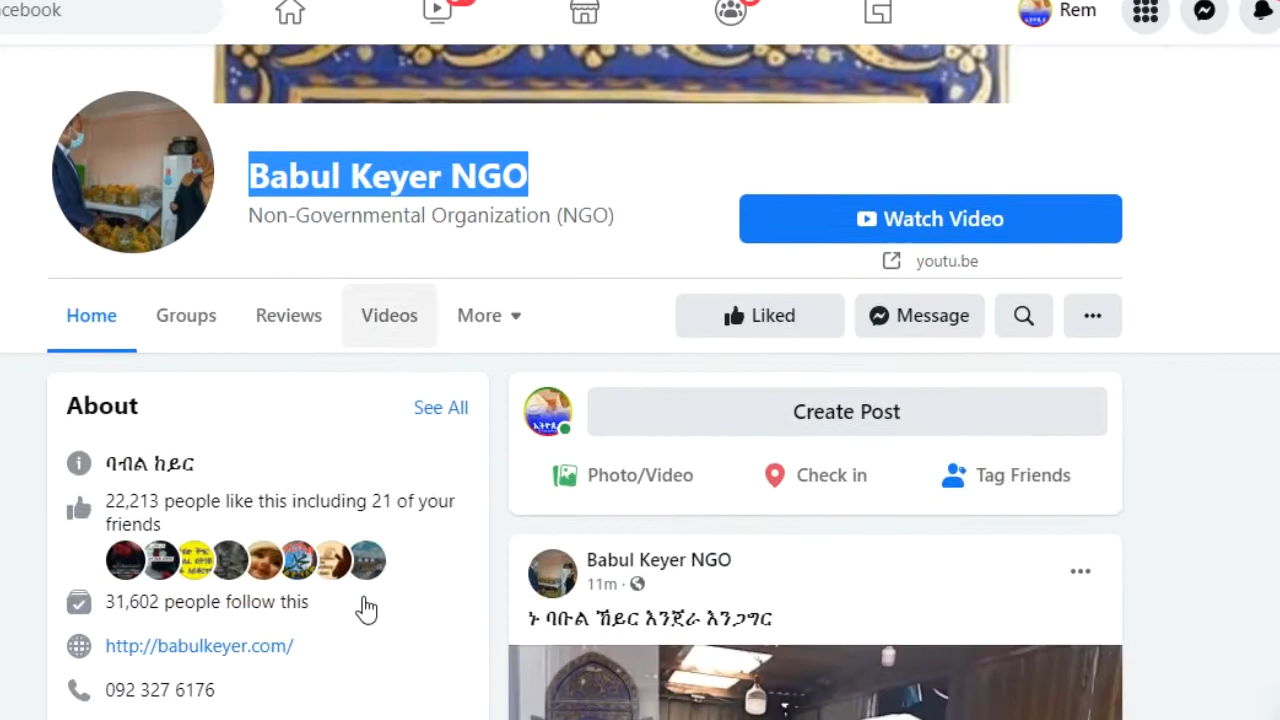 cebook
Rem
Babul Keyer NGO
Non-Governmental Organization (NGO)
Watch Video
youtu.be
Home Groups Reviews Videos More
Liked Message
About See All
ባብል ከይር
22,213 people like this including 21 of your
friends
31,602 people follow this
http://babulkeyer.com/
092 327 6176
Create Post
Photo/Video Check in Tag Friends
Babul Keyer NGO
11m ·
ኑ ባቡል ኸይር እንጀራ እንጋግር